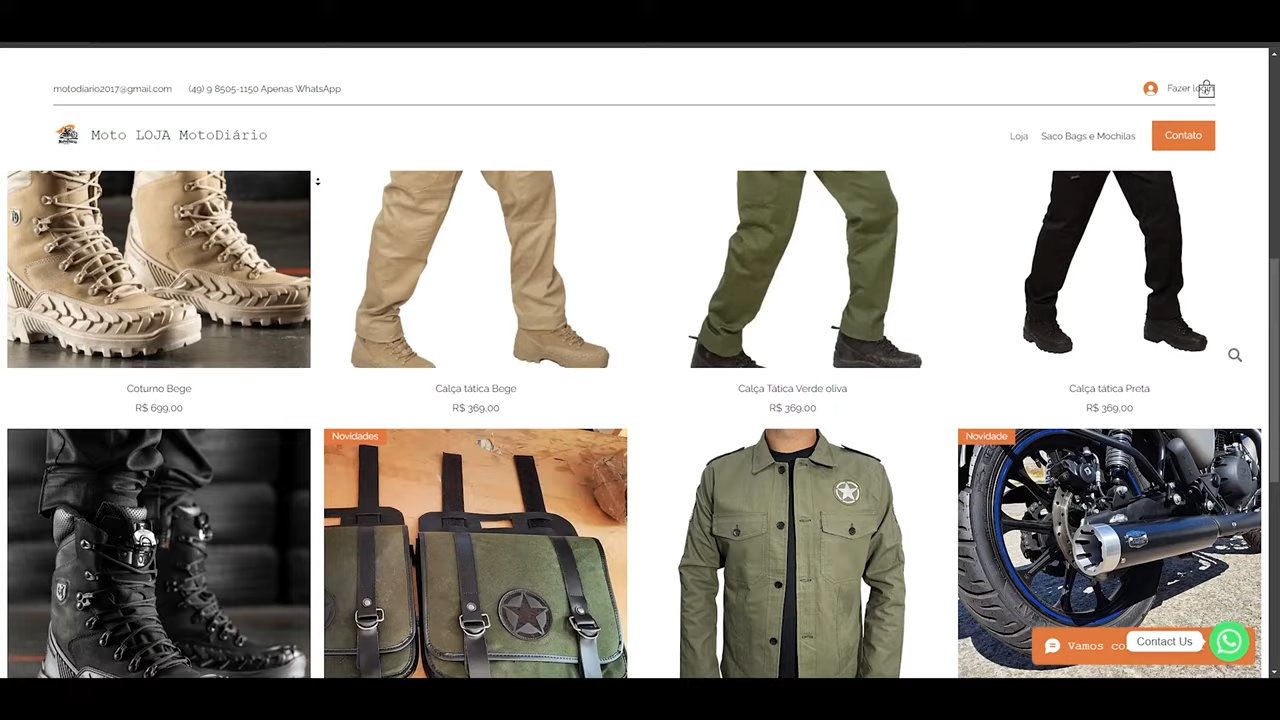 motodiario2017@gmail.com (49) 9 8505-1150 Apenas WhatsApp
Fazer login
Moto LOJA MotoDiário
Loja Saco Bags e Mochilas Contato
Coturno Bege
R$ 699,00
Calça tática Bege
R$ 369,00
Calça Tática Verde oliva
R$ 369,00
Calça tática Preta
R$ 369,00
Novidades
Novidade
Vamos
Contact Us